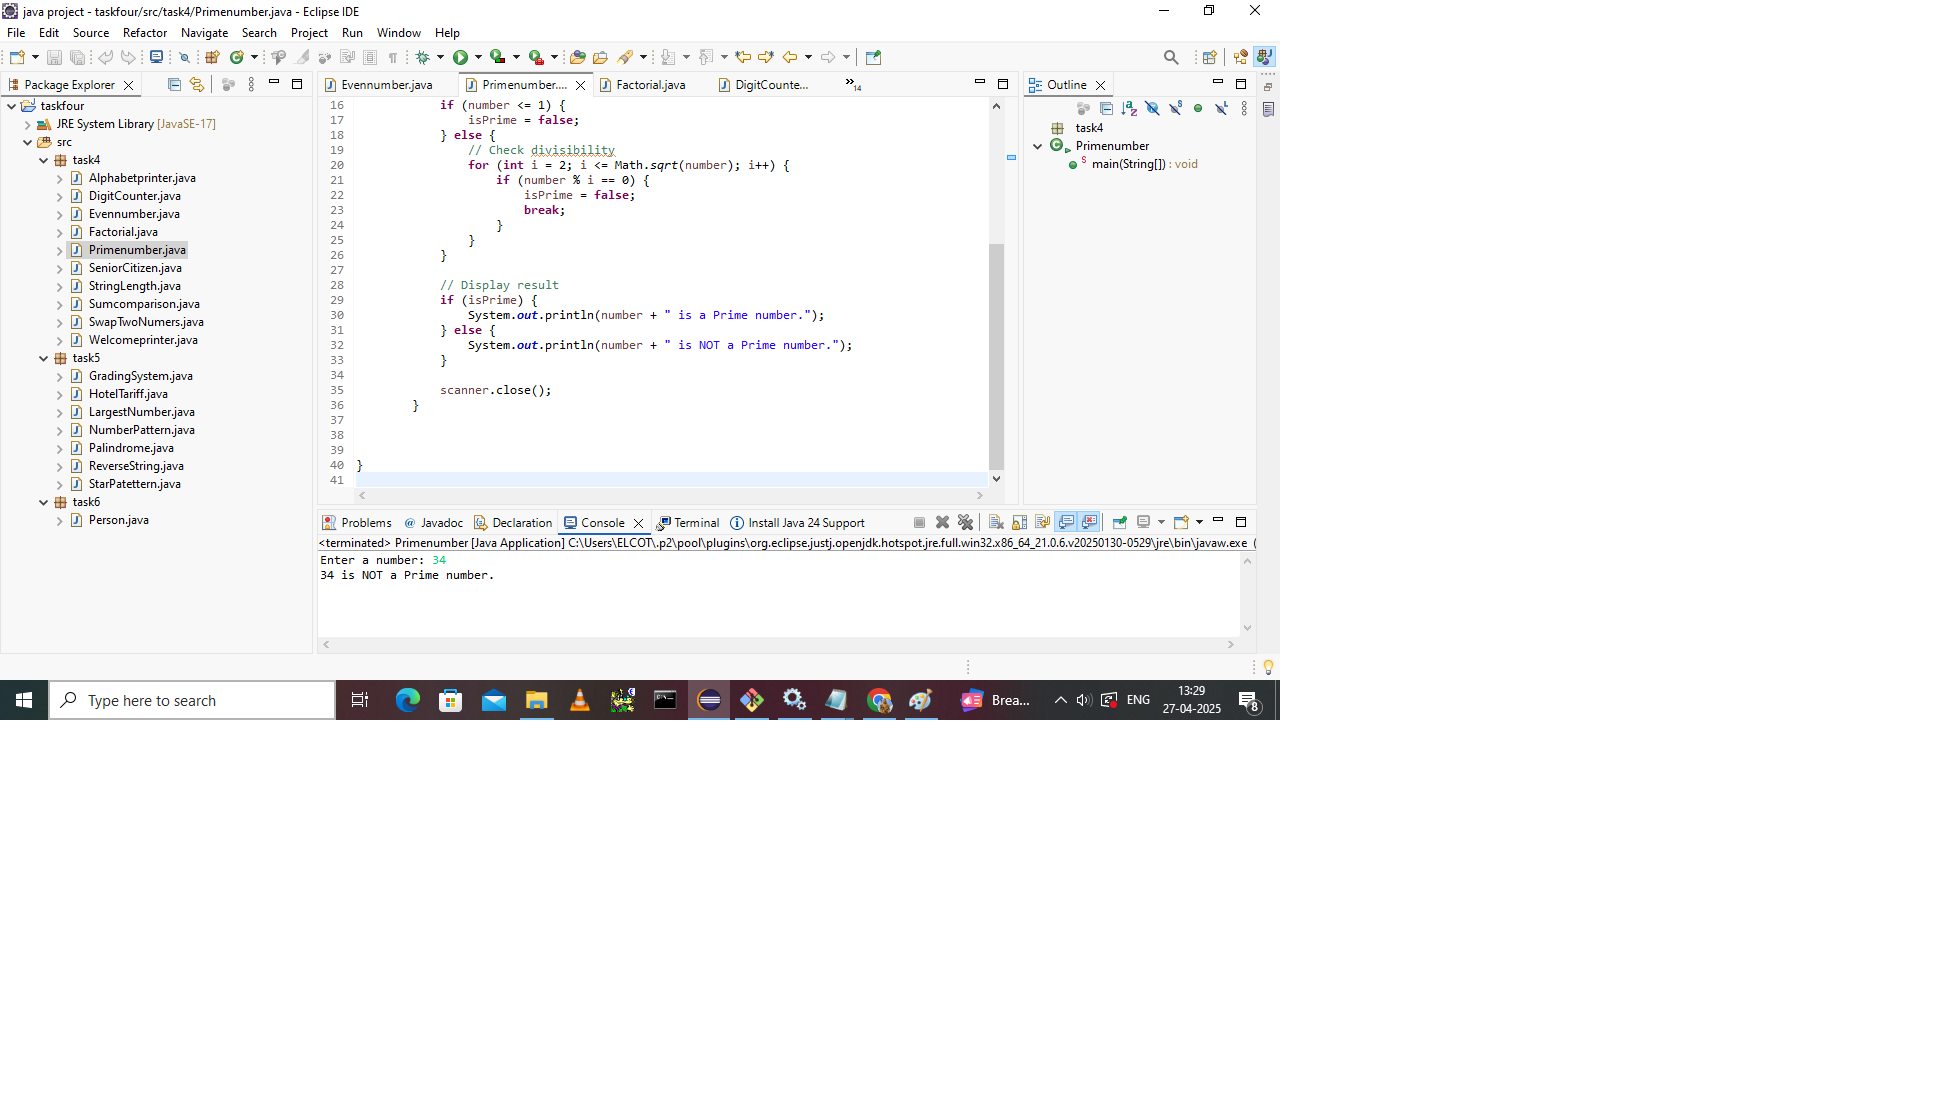 java project - taskfour/src/task4/Primenumber.java - Eclipse IDE
File Edit Source Refactor Navigate Search Project Run Window Help
Package Explorer
taskfour
JRE System Library [JavaSE-17]
src
task4
Alphabetprinter.java
DigitCounter.java
Evennumber.java
Factorial.java
Primenumber.java
SeniorCitizen.java
StringLength.java
Sumcomparison.java
SwapTwoNumers.java
Welcomeprinter.java
task5
GradingSystem.java
HotelTariff.java
LargestNumber.java
NumberPattern.java
Palindrome.java
ReverseString.java
StarPatettern.java
task6
Person.java
Evennumber.java Primenumber.... Factorial.java DigitCounte... »14
16 if (number <= 1) {
17 isPrime = false;
18 } else {
19 // Check divisibility
20 for (int i = 2; i <= Math.sqrt(number); i++) {
21 if (number % i == 0) {
22 isPrime = false;
23 break;
24 }
25 }
26 }
27
28 // Display result
29 if (isPrime) {
30 System.out.println(number + " is a Prime number.");
31 } else {
32 System.out.println(number + " is NOT a Prime number.");
33 }
34
35 scanner.close();
36 }
37
38
39
40 }
41
Outline
task4
Primenumber
main(String[]) : void
Problems Javadoc Declaration Console Terminal Install Java 24 Support
<terminated> Primenumber [Java Application] C:\Users\ELCOT\.p2\pool\plugins\org.eclipse.justj.openjdk.hotspot.jre.full.win32.x86_64_21.0.6.v20250130-0529\jre\bin\javaw.exe (
Enter a number: 34
34 is NOT a Prime number.
Type here to search
Brea...
ENG
13:29
27-04-2025
8